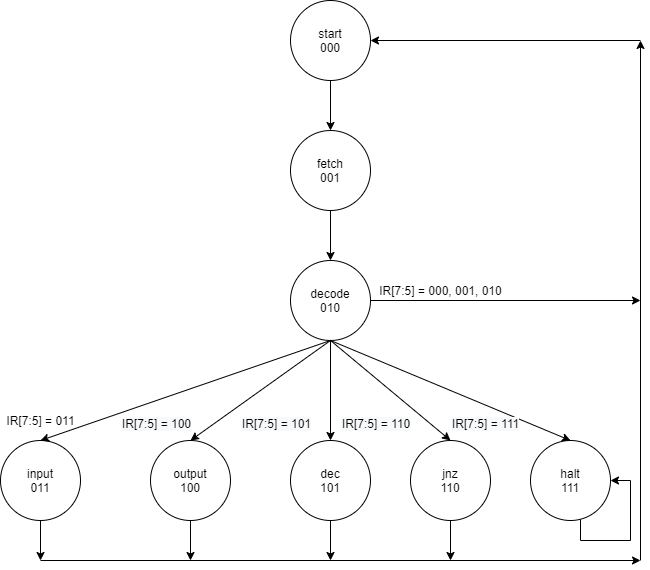 start
000
fetch
001
decode
010
IR[7:5] = 000, 001, 010
IR[7:5] = 011
IR[7:5] = 100
IR[7:5] = 101
IR[7:5] = 110
IR[7:5] = 111
input
011
output
100
dec
101
jnz
110
halt
111